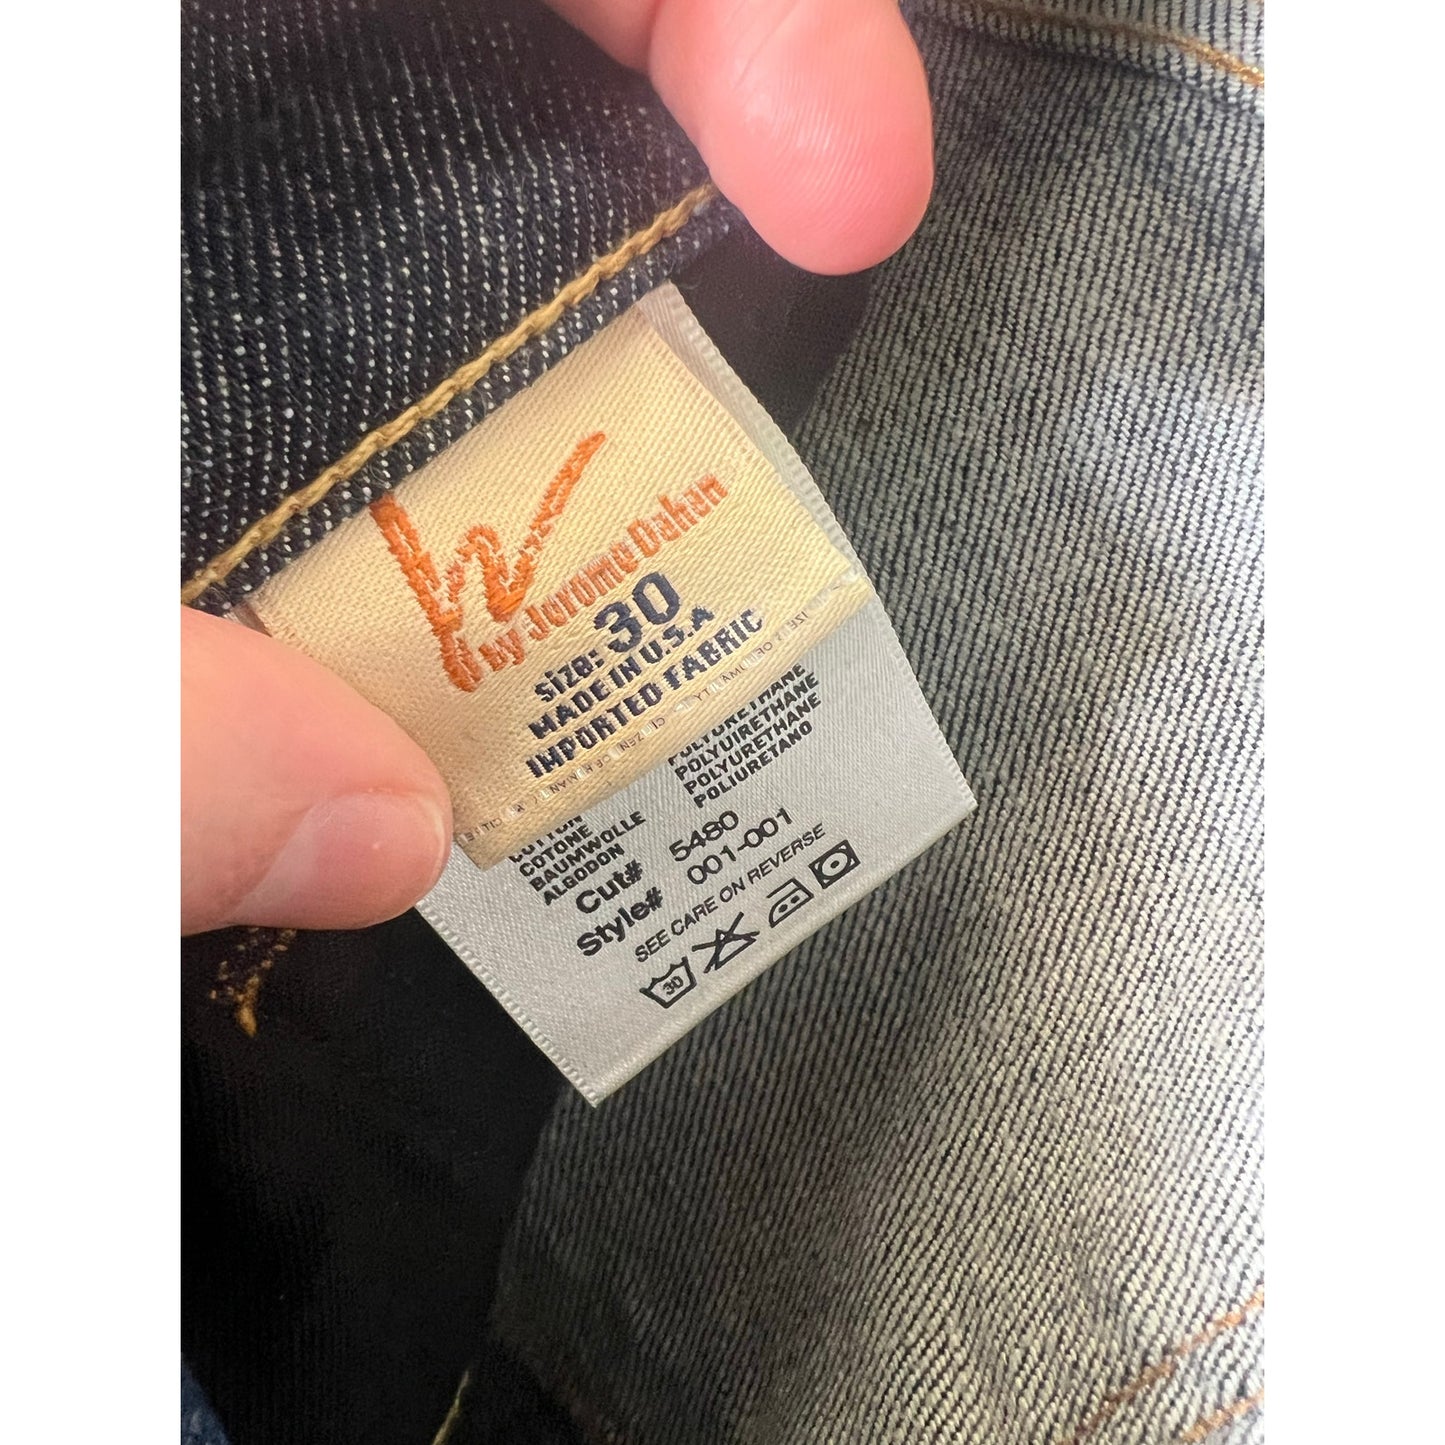 by Jerome Dahan
size: 30
MADE IN U.S.A
IMPORTED FABRIC
POLYURETHANE
POLYUIRETHANE
POLYURETHANE
POLIURETANO
COTTON
COTONE
BAUMWOLLE
ALGODON
Cut# 5480
Style# 001-001
SEE CARE ON REVERSE
30